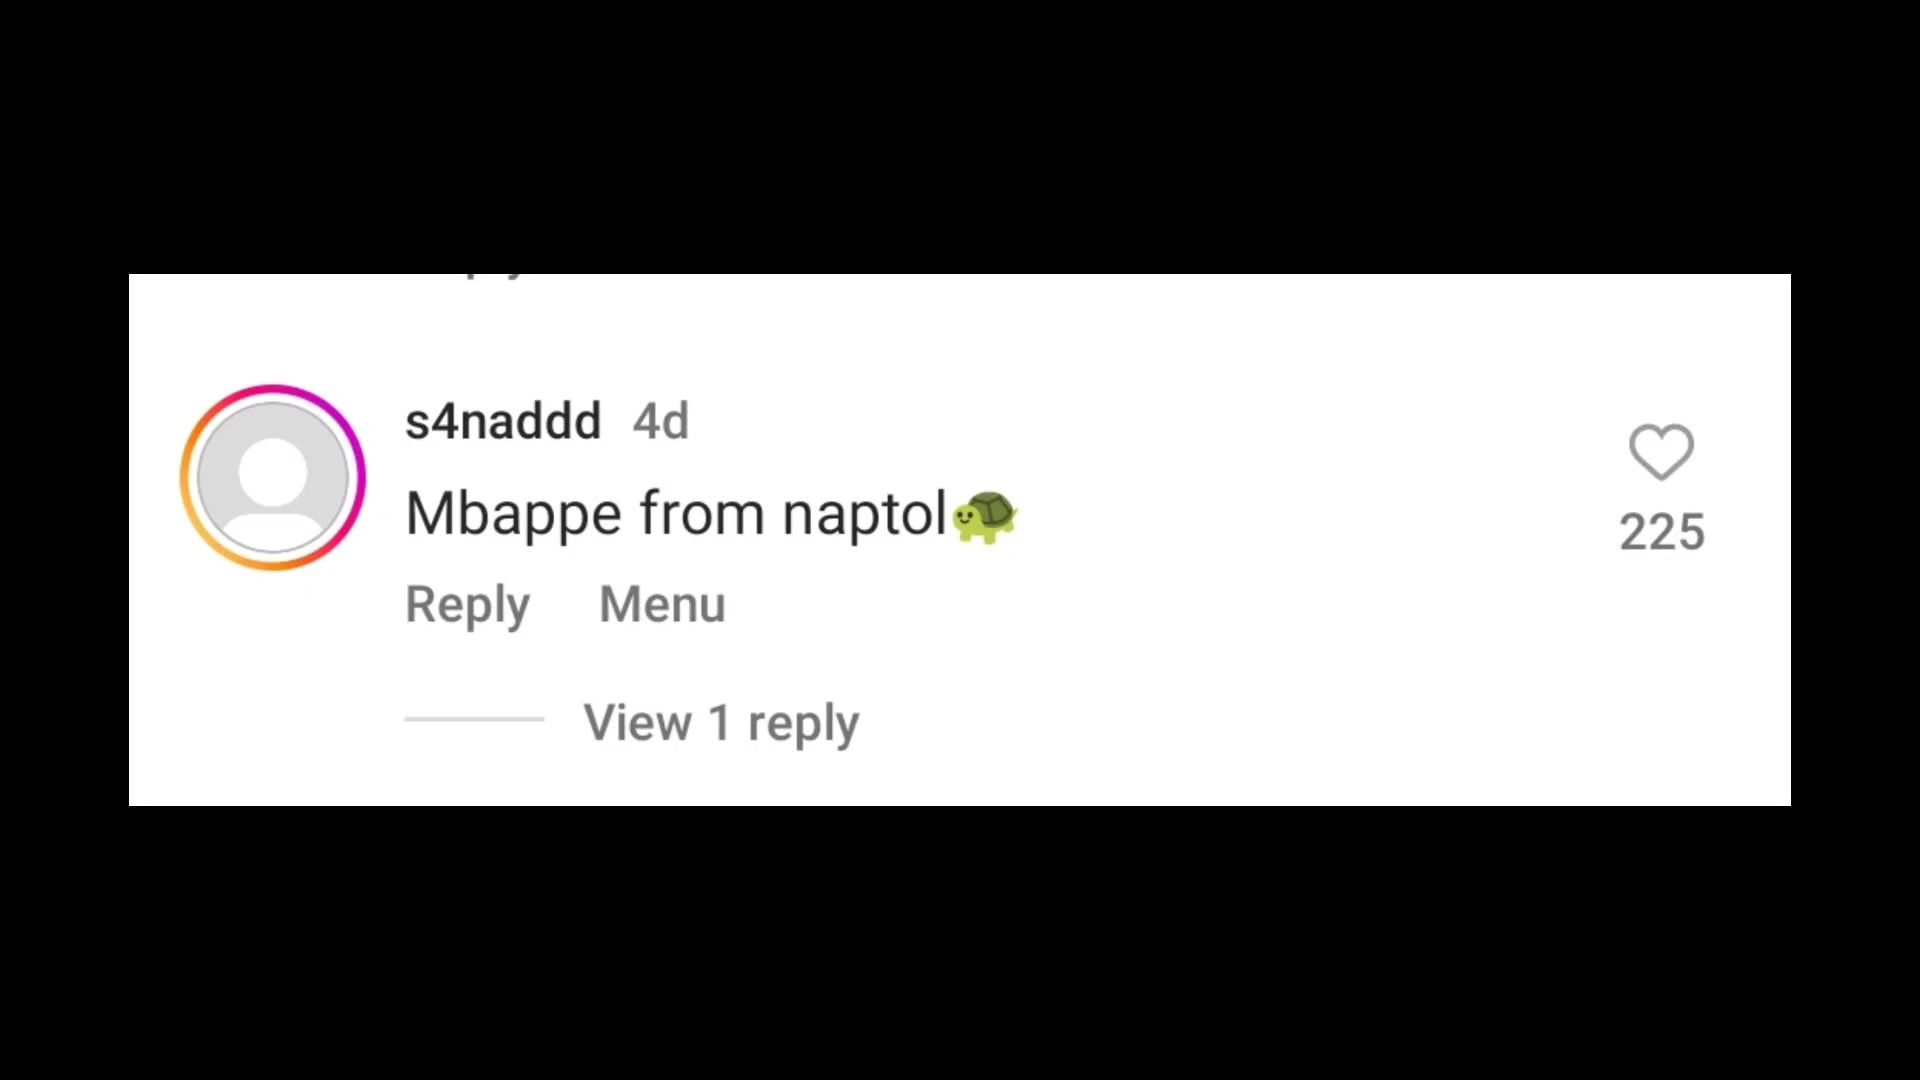 s4naddd 4d
Mbappe from naptol🐢
225
Reply Menu
View 1 reply